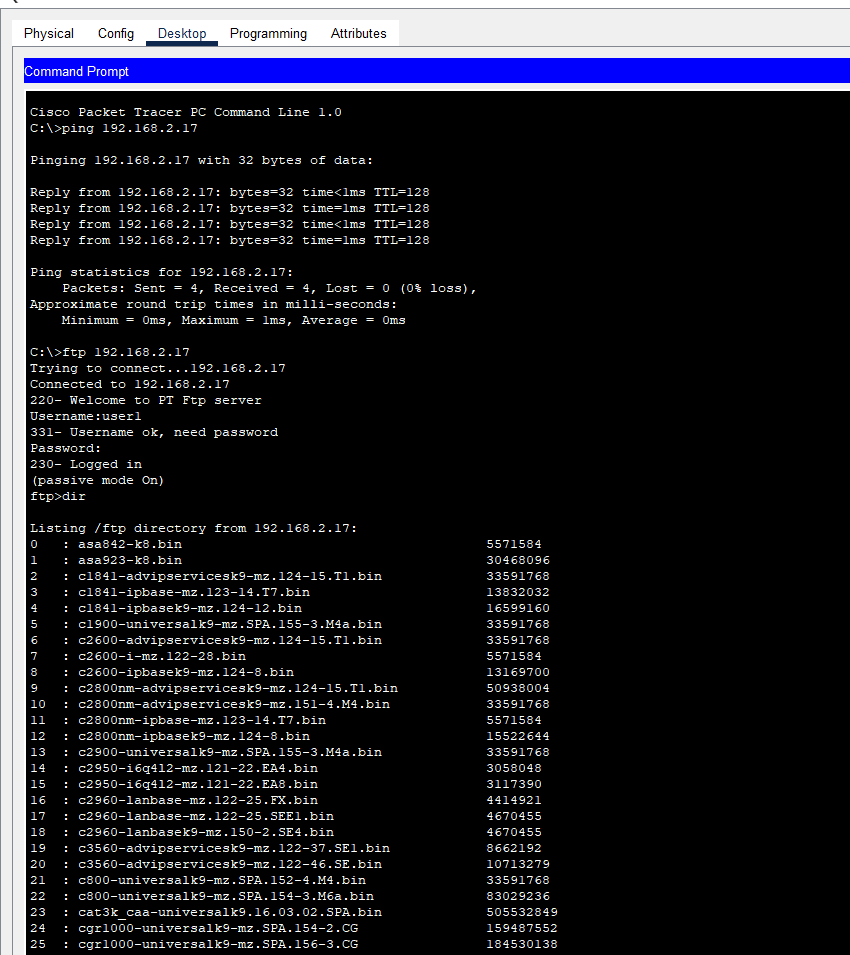 Physical Config Desktop Programming Attributes
Command Prompt
Cisco Packet Tracer PC Command Line 1.0
C:\>ping 192.168.2.17
Pinging 192.168.2.17 with 32 bytes of data:
Reply from 192.168.2.17: bytes=32 time<1ms TTL=128
Reply from 192.168.2.17: bytes=32 time=1ms TTL=128
Reply from 192.168.2.17: bytes=32 time<1ms TTL=128
Reply from 192.168.2.17: bytes=32 time=1ms TTL=128
Ping statistics for 192.168.2.17:
    Packets: Sent = 4, Received = 4, Lost = 0 (0% loss),
Approximate round trip times in milli-seconds:
    Minimum = 0ms, Maximum = 1ms, Average = 0ms
C:\>ftp 192.168.2.17
Trying to connect...192.168.2.17
Connected to 192.168.2.17
220- Welcome to PT Ftp server
Username:user1
331- Username ok, need password
Password:
230- Logged in
(passive mode On)
ftp>dir
Listing /ftp directory from 192.168.2.17:
0   : asa842-k8.bin                                      5571584
1   : asa923-k8.bin                                      30468096
2   : c1841-advipservicesk9-mz.124-15.T1.bin             33591768
3   : c1841-ipbase-mz.123-14.T7.bin                      13832032
4   : c1841-ipbasek9-mz.124-12.bin                       16599160
5   : c1900-universalk9-mz.SPA.155-3.M4a.bin             33591768
6   : c2600-advipservicesk9-mz.124-15.T1.bin             33591768
7   : c2600-i-mz.122-28.bin                              5571584
8   : c2600-ipbasek9-mz.124-8.bin                        13169700
9   : c2800nm-advipservicesk9-mz.124-15.T1.bin           50938004
10  : c2800nm-advipservicesk9-mz.151-4.M4.bin            33591768
11  : c2800nm-ipbase-mz.123-14.T7.bin                    5571584
12  : c2800nm-ipbasek9-mz.124-8.bin                      15522644
13  : c2900-universalk9-mz.SPA.155-3.M4a.bin             33591768
14  : c2950-i6q4l2-mz.121-22.EA4.bin                     3058048
15  : c2950-i6q4l2-mz.121-22.EA8.bin                     3117390
16  : c2960-lanbase-mz.122-25.FX.bin                     4414921
17  : c2960-lanbase-mz.122-25.SEE1.bin                   4670455
18  : c2960-lanbasek9-mz.150-2.SE4.bin                   4670455
19  : c3560-advipservicesk9-mz.122-37.SE1.bin            8662192
20  : c3560-advipservicesk9-mz.122-46.SE.bin             10713279
21  : c800-universalk9-mz.SPA.152-4.M4.bin               33591768
22  : c800-universalk9-mz.SPA.154-3.M6a.bin              83029236
23  : cat3k_caa-universalk9.16.03.02.SPA.bin             505532849
24  : cgr1000-universalk9-mz.SPA.154-2.CG                159487552
25  : cgr1000-universalk9-mz.SPA.156-3.CG                184530138